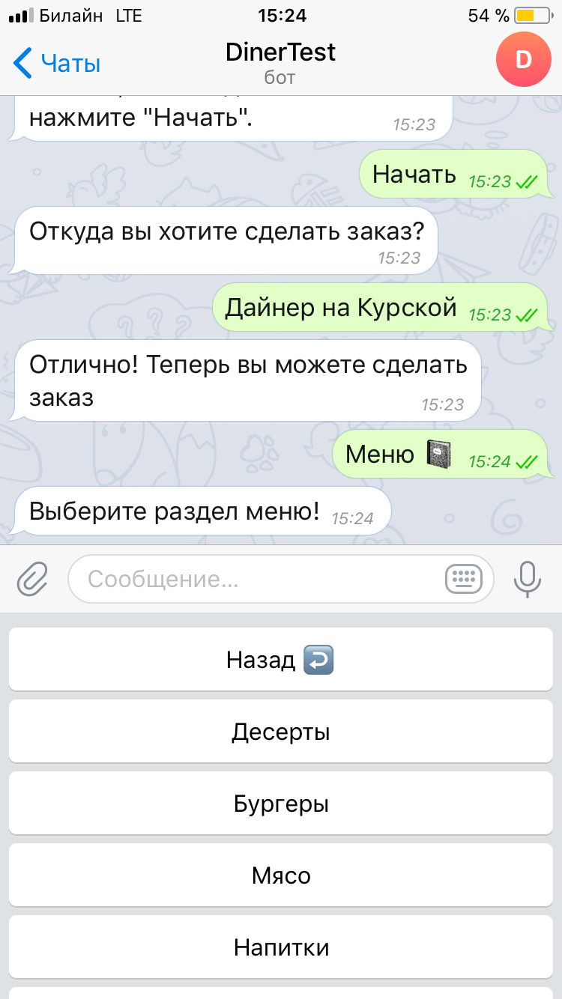 Билайн LTE 15:24 54 %
Чаты
DinerTest
бот
D
нажмите "Начать".
15:23
Начать 15:23
Откуда вы хотите сделать заказ?
15:23
Дайнер на Курской 15:23
Отлично! Теперь вы можете сделать
заказ
15:23
Меню 15:24
Выберите раздел меню! 15:24
Сообщение...
Назад
Десерты
Бургеры
Мясо
Напитки